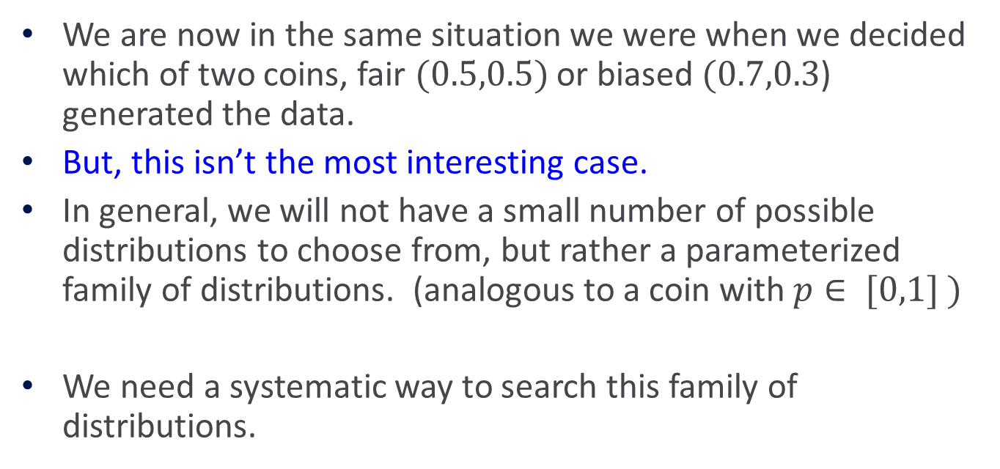 • We are now in the same situation we were when we decided
which of two coins, fair (0.5,0.5) or biased (0.7,0.3)
generated the data.
• But, this isn’t the most interesting case.
• In general, we will not have a small number of possible
distributions to choose from, but rather a parameterized
family of distributions.  (analogous to a coin with 𝑝 ∈ [0,1] )
• We need a systematic way to search this family of
distributions.